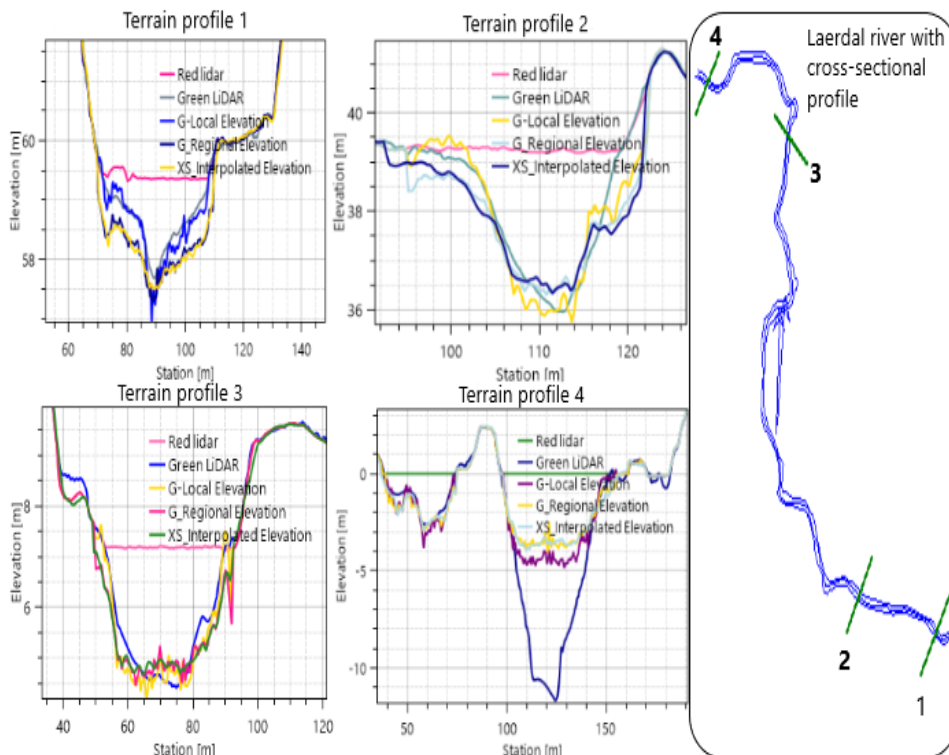 Terrain profile 1
Elevation [m]
60
58
Red lidar
Green LiDAR
G-Local Elevation
G_Regional Elevation
XS_Interpolated Elevation
60
80
100
120
140
Station [m]
Terrain profile 2
Elevation [m]
40
38
36
Red lidar
Green LiDAR
G-Local Elevation
G_Regional Elevation
XS_Interpolated Elevation
100
110
120
Station [m]
Terrain profile 3
Elevation [m]
8
6
Red lidar
Green LiDAR
G-Local Elevation
G_Regional Elevation
XS_Interpolated Elevation
40
60
80
100
120
Station [m]
Terrain profile 4
Elevation [m]
0
-5
-10
Red lidar
Green LiDAR
G-Local Elevation
G_Regional Elevation
XS_Interpolated Elevation
50
100
150
Station [m]
4
Laerdal river with
cross-sectional
profile
3
2
1